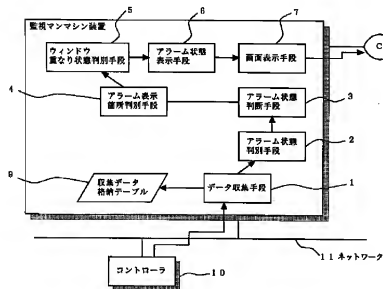 監視マンマシン装置
5
6
7
ウィンドウ
重なり状態判別手段
アラーム状態
表示手段
画面表示手段
C
4
アラーム表示
箇所判別手段
アラーム状態
判断手段
3
アラーム状態
判別手段
2
9
収集データ
格納テーブル
データ収集手段
1
11 ネットワーク
コントローラ
10